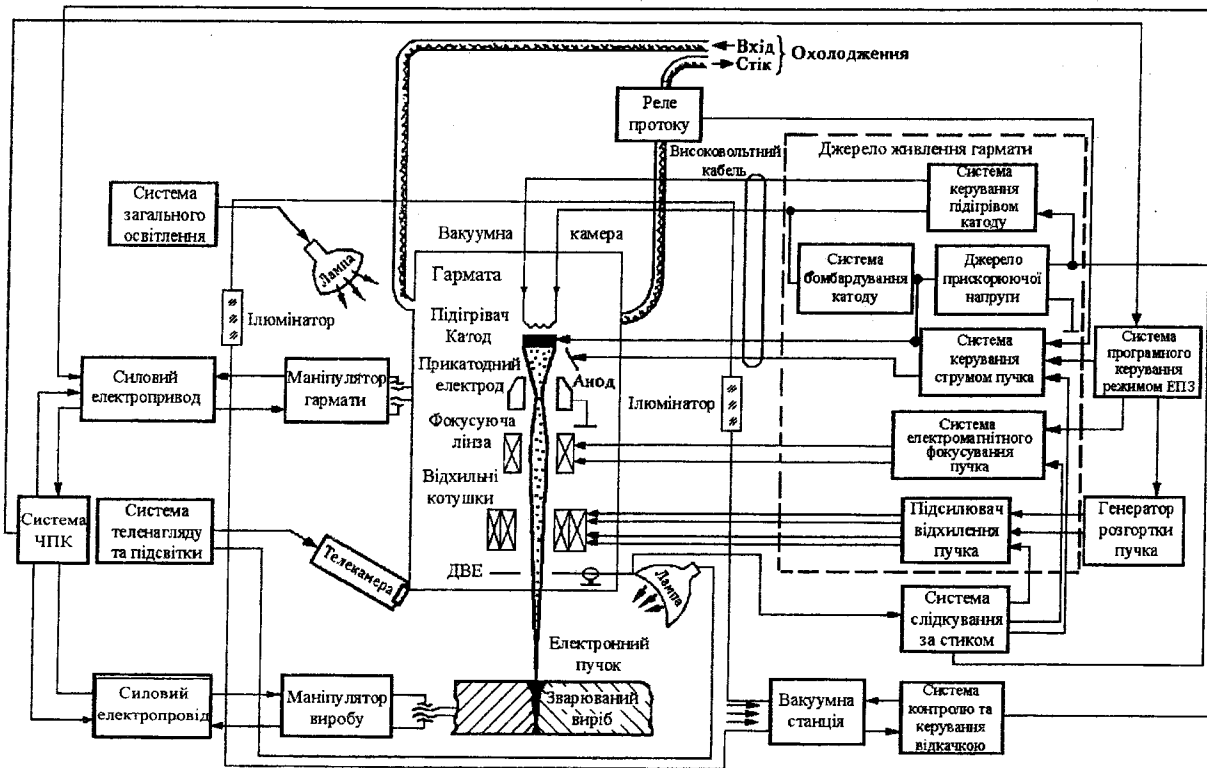 Вхід
Стік
Охолодження
Реле
протоку
Високовольтний
кабель
Джерело живлення гармати
Система
керування
підігрівом
катоду
Система
загального
освітлення
Лампа
Вакуумна
камера
Гармата
Система
бомбардування
катоду
Джерело
прискорюючої
напруги
Ілюмінатор
Підігрівач
Катод
Прикатодний
електрод
Анод
Система
керування
струмом пучка
Система
програмного
керування
режимом ЕПЗ
Силовий
електропривод
Маніпулятор
гармати
Ілюмінатор
Фокусуюча
лінза
Система
електромагнітного
фокусування
пучка
Відхильні
котушки
Система
ЧПК
Система
теленагляду
та підсвітки
Телекамера
Підсилювач
відхилення
пучка
Генератор
розгортки
пучка
ДВЕ
Лампа
Система
слідкування
за стиком
Електронний
пучок
Силовий
електропровід
Маніпулятор
виробу
Зварюваний
виріб
Вакуумна
станція
Система
контролю та
керування
відкачкою